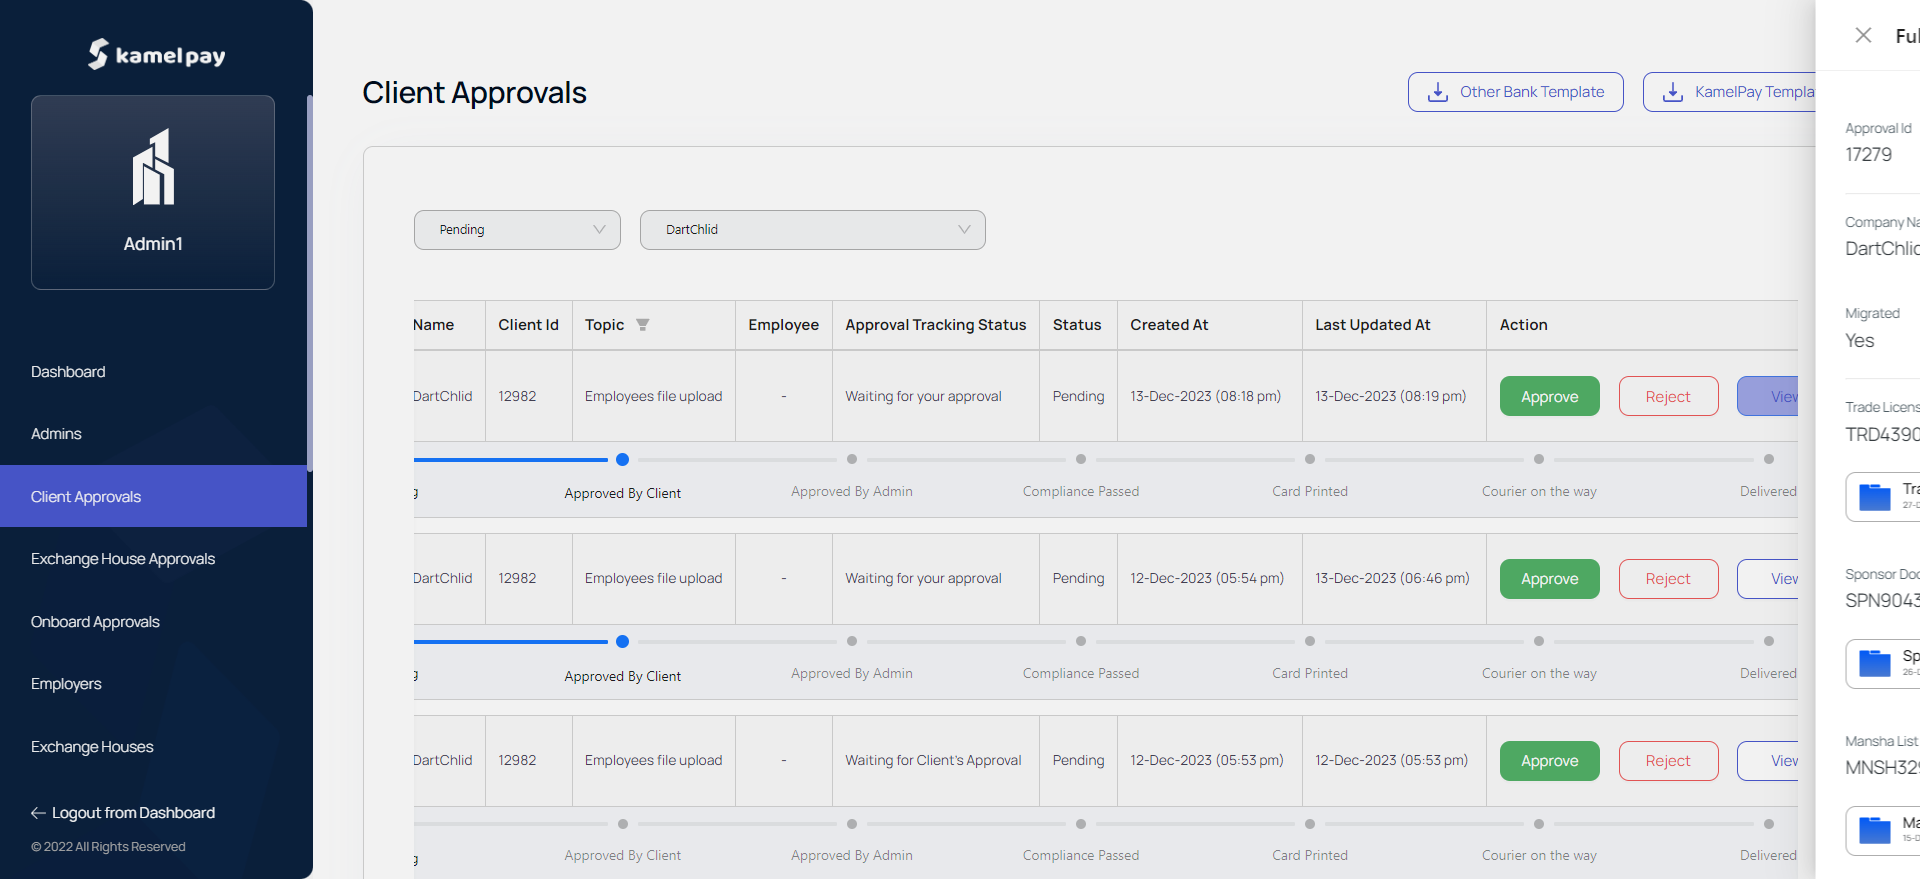 kamelpay
Admin1
Dashboard
Admins
Client Approvals
Exchange House Approvals
Onboard Approvals
Employers
Exchange Houses
Logout from Dashboard
© 2022 All Rights Reserved
Client Approvals
Other Bank Template
KamelPay Templa
Pending
DartChlid
Name Client Id Topic Employee Approval Tracking Status Status Created At Last Updated At Action
DartChlid 12982 Employees file upload - Waiting for your approval Pending 13-Dec-2023 (08:18 pm) 13-Dec-2023 (08:19 pm) Approve Reject View
g Approved By Client Approved By Admin Compliance Passed Card Printed Courier on the way Delivered
DartChlid 12982 Employees file upload - Waiting for your approval Pending 12-Dec-2023 (05:54 pm) 13-Dec-2023 (06:46 pm) Approve Reject View
g Approved By Client Approved By Admin Compliance Passed Card Printed Courier on the way Delivered
DartChlid 12982 Employees file upload - Waiting for Client's Approval Pending 12-Dec-2023 (05:53 pm) 12-Dec-2023 (05:53 pm) Approve Reject View
g Approved By Client Approved By Admin Compliance Passed Card Printed Courier on the way Delivered
Ful
Approval Id
17279
Company Na
DartChlid
Migrated
Yes
Trade Licens
TRD4390
Tra
27-D
Sponsor Doc
SPN9043
Sp
26-D
Mansha List
MNSH329
Ma
15-D